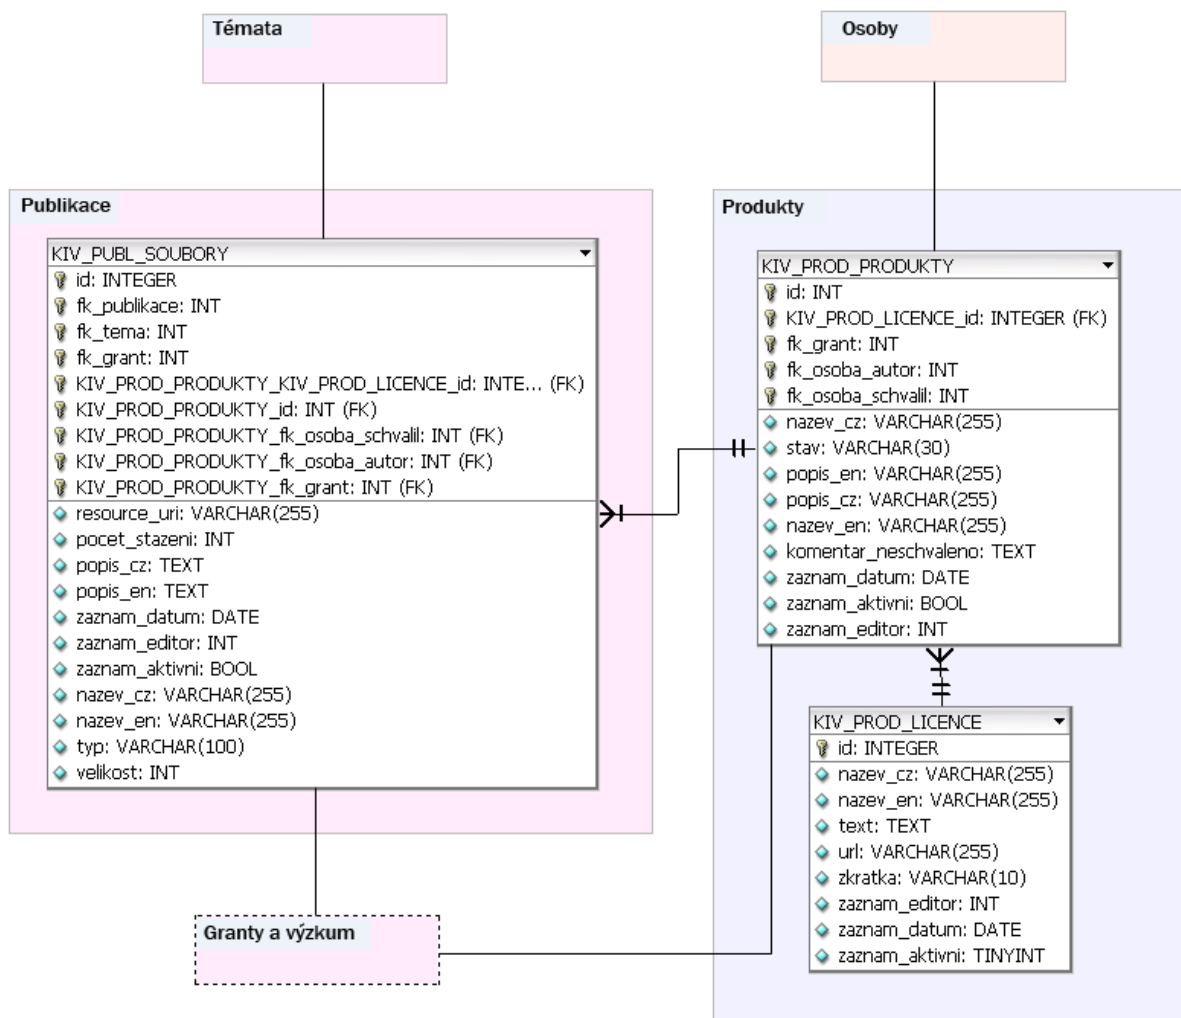 Témata
Osoby
Publikace
KIV_PUBL_SOUBORY
id: INTEGER
fk_publikace: INT
fk_tema: INT
fk_grant: INT
KIV_PROD_PRODUKTY_KIV_PROD_LICENCE_id: INTE... (FK)
KIV_PROD_PRODUKTY_id: INT (FK)
KIV_PROD_PRODUKTY_fk_osoba_schvalil: INT (FK)
KIV_PROD_PRODUKTY_fk_osoba_autor: INT (FK)
KIV_PROD_PRODUKTY_fk_grant: INT (FK)
resource_uri: VARCHAR(255)
pocet_stazeni: INT
popis_cz: TEXT
popis_en: TEXT
zaznam_datum: DATE
zaznam_editor: INT
zaznam_aktivni: BOOL
nazev_cz: VARCHAR(255)
nazev_en: VARCHAR(255)
typ: VARCHAR(100)
velikost: INT
Produkty
KIV_PROD_PRODUKTY
id: INT
KIV_PROD_LICENCE_id: INTEGER (FK)
fk_grant: INT
fk_osoba_autor: INT
fk_osoba_schvalil: INT
nazev_cz: VARCHAR(255)
stav: VARCHAR(30)
popis_en: VARCHAR(255)
popis_cz: VARCHAR(255)
nazev_en: VARCHAR(255)
komentar_neschvaleno: TEXT
zaznam_datum: DATE
zaznam_aktivni: BOOL
zaznam_editor: INT
KIV_PROD_LICENCE
id: INTEGER
nazev_cz: VARCHAR(255)
nazev_en: VARCHAR(255)
text: TEXT
url: VARCHAR(255)
zkratka: VARCHAR(10)
zaznam_editor: INT
zaznam_datum: DATE
zaznam_aktivni: TINYINT
Granty a výzkum